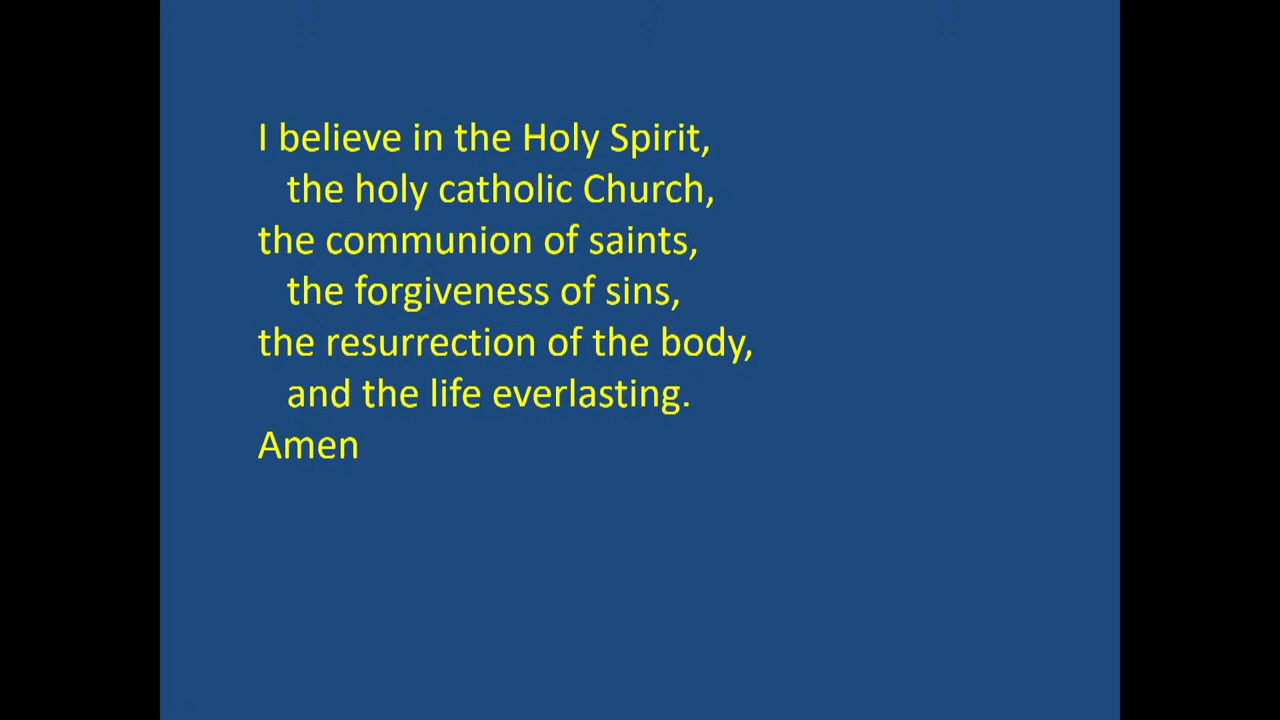 I believe in the Holy Spirit,
the holy catholic Church,
the communion of saints,
the forgiveness of sins,
the resurrection of the body,
and the life everlasting.
Amen